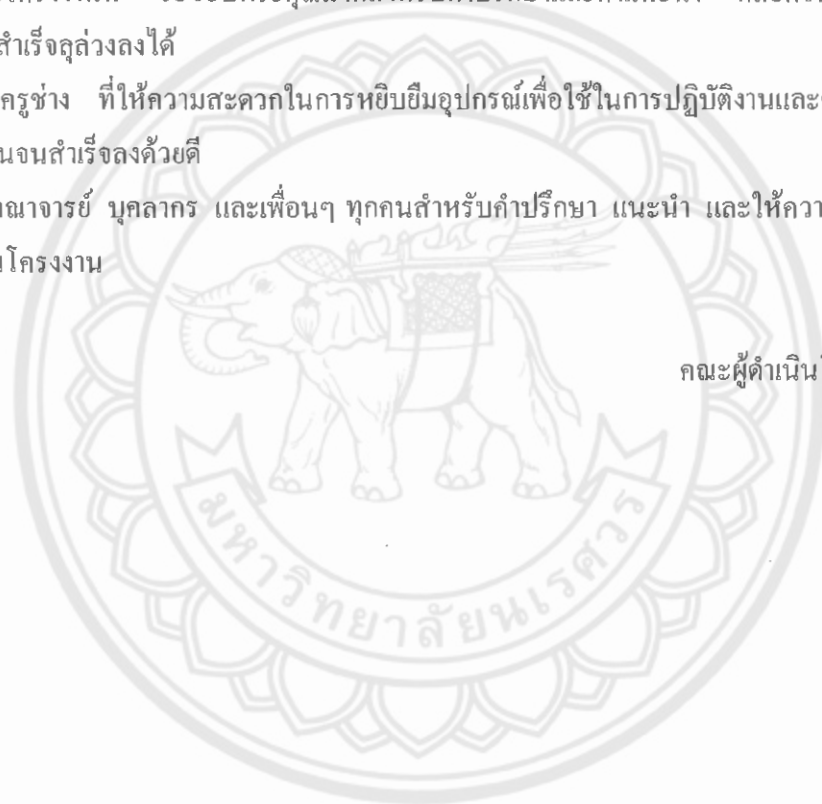 สำเร็จลุล่วงลงได้
ครูช่าง ที่ให้ความสะดวกในการหยิบยืมอุปกรณ์เพื่อใช้ในการปฏิบัติงานและ
นจนสำเร็จลงด้วยดี
ณาจารย์ บุคลากร และเพื่อนๆ ทุกคนสำหรับคำปรึกษา แนะนำ และให้ความ
นโครงงาน
คณะผู้ดำเนิน
มหาวิทยาลัยนเรศวร